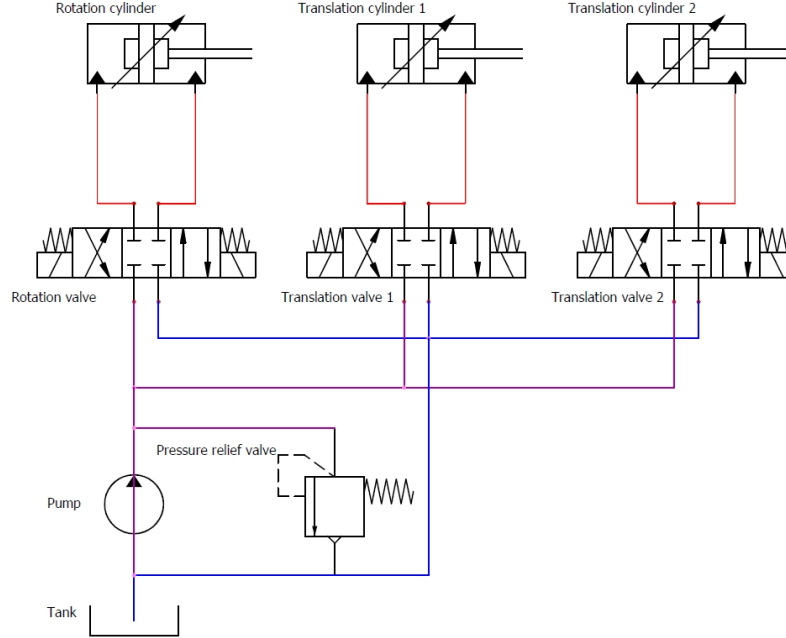 Rotation cylinder
Translation cylinder 1
Translation cylinder 2
Rotation valve
Translation valve 1
Translation valve 2
Pressure relief valve
Pump
Tank